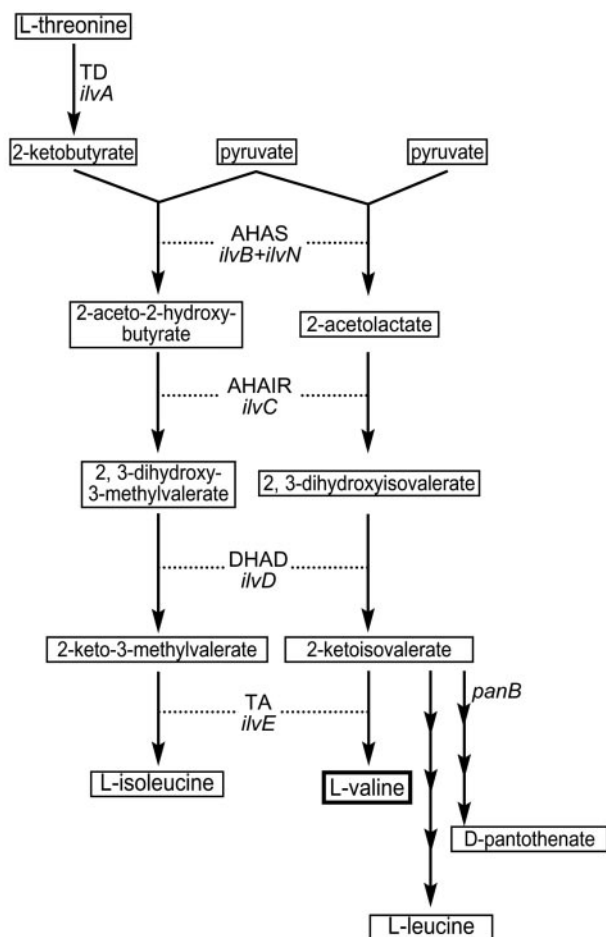 L-threonine
TD
ilvA
2-ketobutyrate
pyruvate
pyruvate
AHAS
ilvB+ilvN
2-aceto-2-hydroxy-
butyrate
2-acetolactate
AHAIR
ilvC
2, 3-dihydroxy-
3-methylvalerate
2, 3-dihydroxyisovalerate
DHAD
ilvD
2-keto-3-methylvalerate
2-ketoisovalerate
TA
ilvE
panB
L-isoleucine
L-valine
D-pantothenate
L-leucine